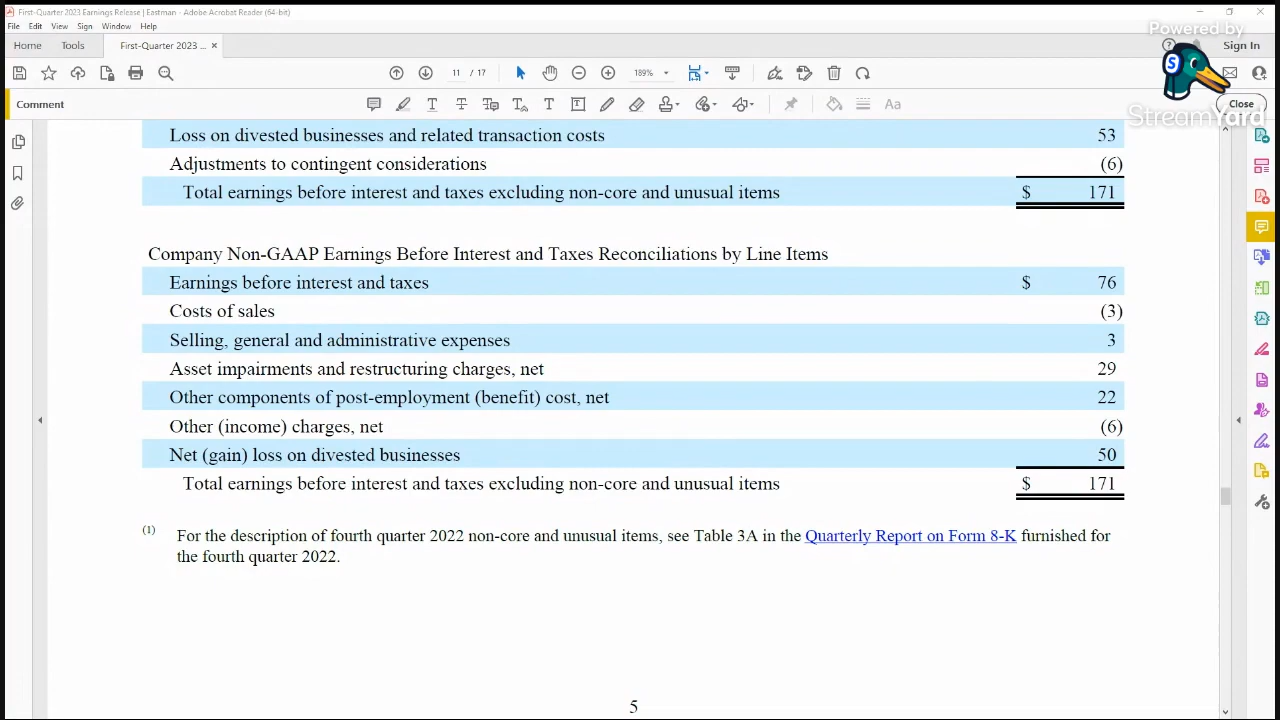 First-Quarter 2023 Earnings Release | Eastman - Adobe Acrobat Reader (64-bit)
File Edit View Sign Window Help
Powered by
Home Tools First-Quarter 2023 ... × Sign In
11 17 189%
Comment Close
StreamYard
Loss on divested businesses and related transaction costs 53
Adjustments to contingent considerations (6)
Total earnings before interest and taxes excluding non-core and unusual items $ 171
Company Non-GAAP Earnings Before Interest and Taxes Reconciliations by Line Items
Earnings before interest and taxes $ 76
Costs of sales (3)
Selling, general and administrative expenses 3
Asset impairments and restructuring charges, net 29
Other components of post-employment (benefit) cost, net 22
Other (income) charges, net (6)
Net (gain) loss on divested businesses 50
Total earnings before interest and taxes excluding non-core and unusual items $ 171
(1) For the description of fourth quarter 2022 non-core and unusual items, see Table 3A in the Quarterly Report on Form 8-K furnished for
the fourth quarter 2022.
5